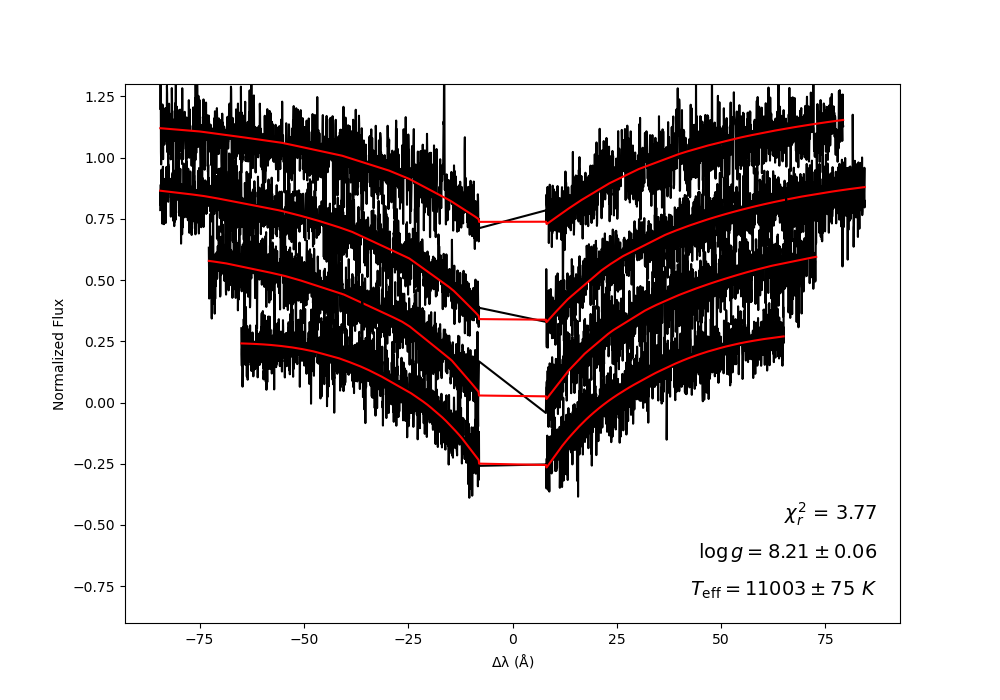 1.25
1.00
0.75
0.50
0.25
0.00
−0.25
−0.50
−0.75
Normalized Flux
χ²ᵣ = 3.77
log g = 8.21 ± 0.06
T_eff = 11003 ± 75 K
−75 −50 −25 0 25 50 75
Δλ (Å)